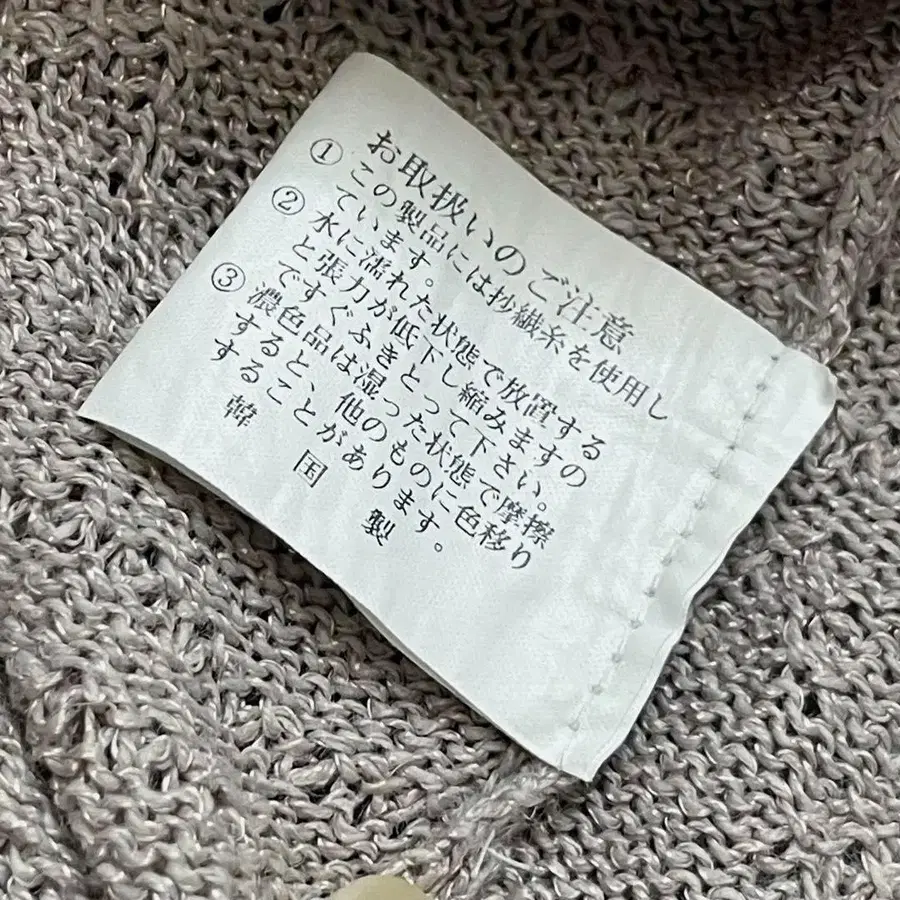 お取扱いのご注意
① この製品には抄繊糸を使用し
ています。
② 水に濡れた状態で放置する
と張力が低下し縮みますの
ですぐふきとって下さい。
③ 濃色品は湿った状態で摩擦
すると、他のものに色移り
することがあります。
韓国製